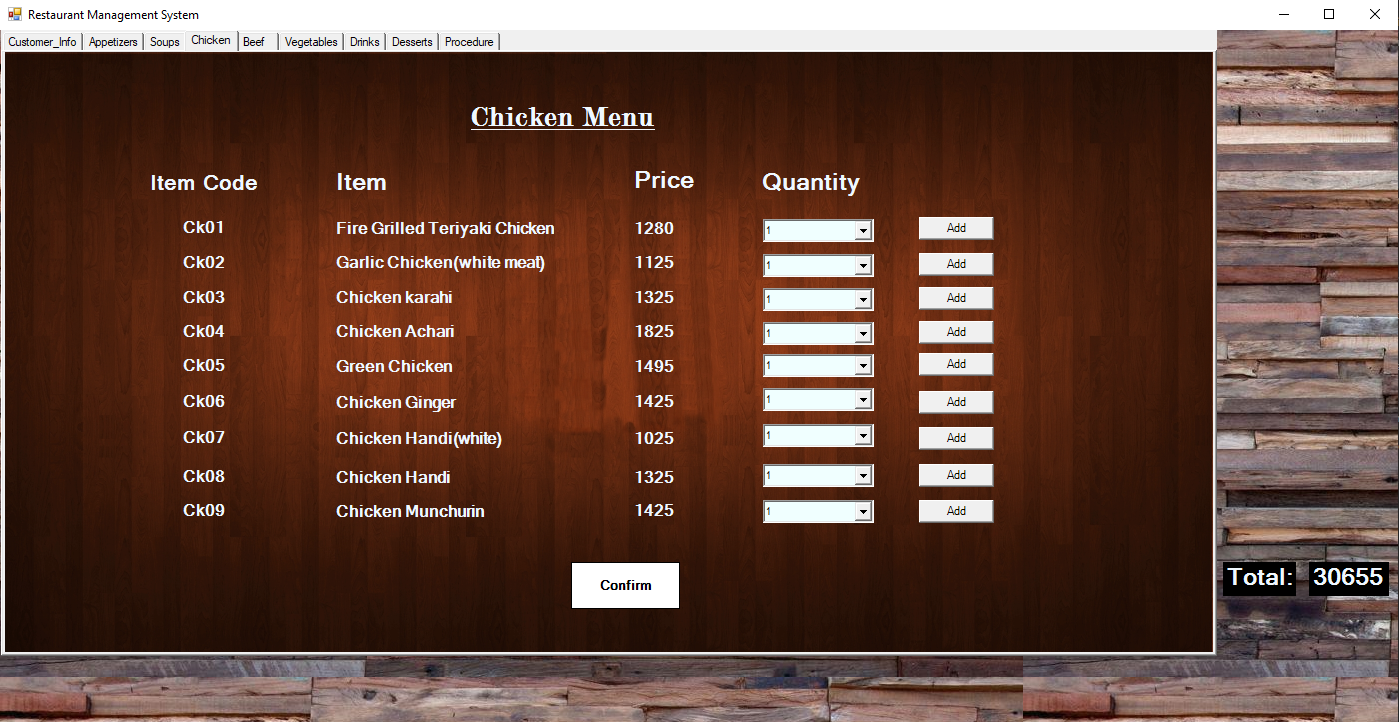 Restaurant Management System
Customer_Info Appetizers Soups Chicken Beef Vegetables Drinks Desserts Procedure
Chicken Menu
Item Code Item Price Quantity
Ck01 Fire Grilled Teriyaki Chicken 1280 1 Add
Ck02 Garlic Chicken(white meat) 1125 1 Add
Ck03 Chicken karahi 1325 1 Add
Ck04 Chicken Achari 1825 1 Add
Ck05 Green Chicken 1495 1 Add
Ck06 Chicken Ginger 1425 1 Add
Ck07 Chicken Handi(white) 1025 1 Add
Ck08 Chicken Handi 1325 1 Add
Ck09 Chicken Munchurin 1425 1 Add
Confirm
Total: 30655